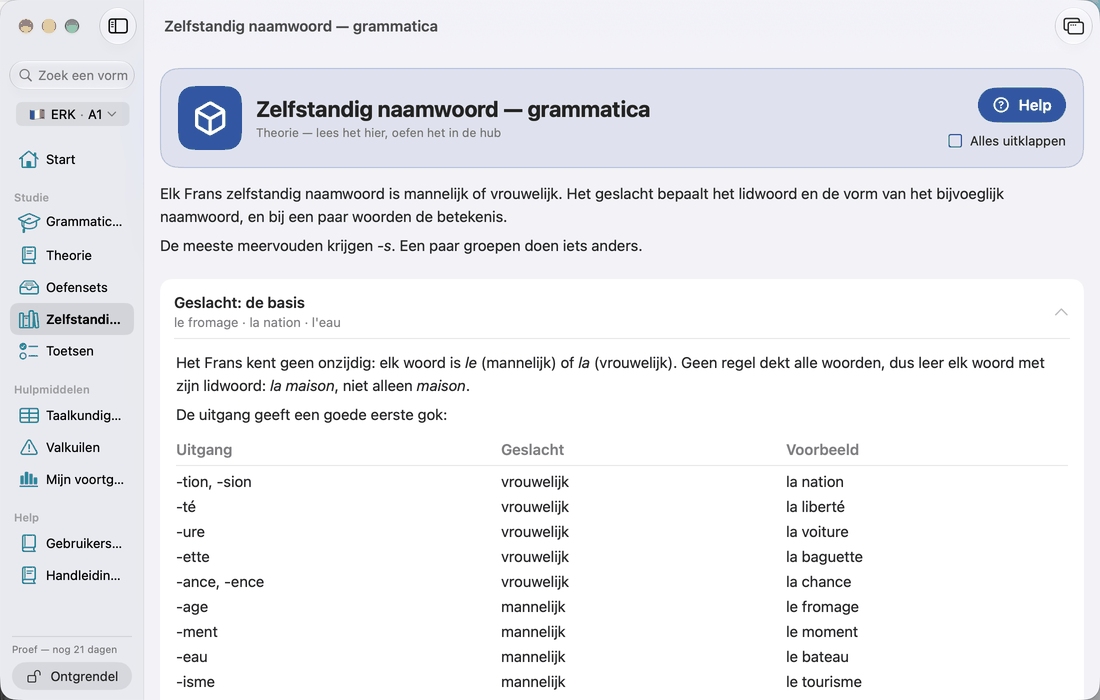 Zelfstandig naamwoord — grammatica
Zoek een vorm
ERK · A1
Start
Studie
Grammatic...
Theorie
Oefensets
Zelfstandi...
Toetsen
Hulpmiddelen
Taalkundig...
Valkuilen
Mijn voortg...
Help
Gebruikers...
Handleidin...
Proef — nog 21 dagen
Ontgrendel
Zelfstandig naamwoord — grammatica
Theorie — lees het hier, oefen het in de hub
Help
Alles uitklappen
Elk Frans zelfstandig naamwoord is mannelijk of vrouwelijk. Het geslacht bepaalt het lidwoord en de vorm van het bijvoeglijk
naamwoord, en bij een paar woorden de betekenis.
De meeste meervouden krijgen -s. Een paar groepen doen iets anders.
Geslacht: de basis
le fromage · la nation · l'eau
Het Frans kent geen onzijdig: elk woord is le (mannelijk) of la (vrouwelijk). Geen regel dekt alle woorden, dus leer elk woord met
zijn lidwoord: la maison, niet alleen maison.
De uitgang geeft een goede eerste gok:
Uitgang Geslacht Voorbeeld
-tion, -sion vrouwelijk la nation
-té vrouwelijk la liberté
-ure vrouwelijk la voiture
-ette vrouwelijk la baguette
-ance, -ence vrouwelijk la chance
-age mannelijk le fromage
-ment mannelijk le moment
-eau mannelijk le bateau
-isme mannelijk le tourisme